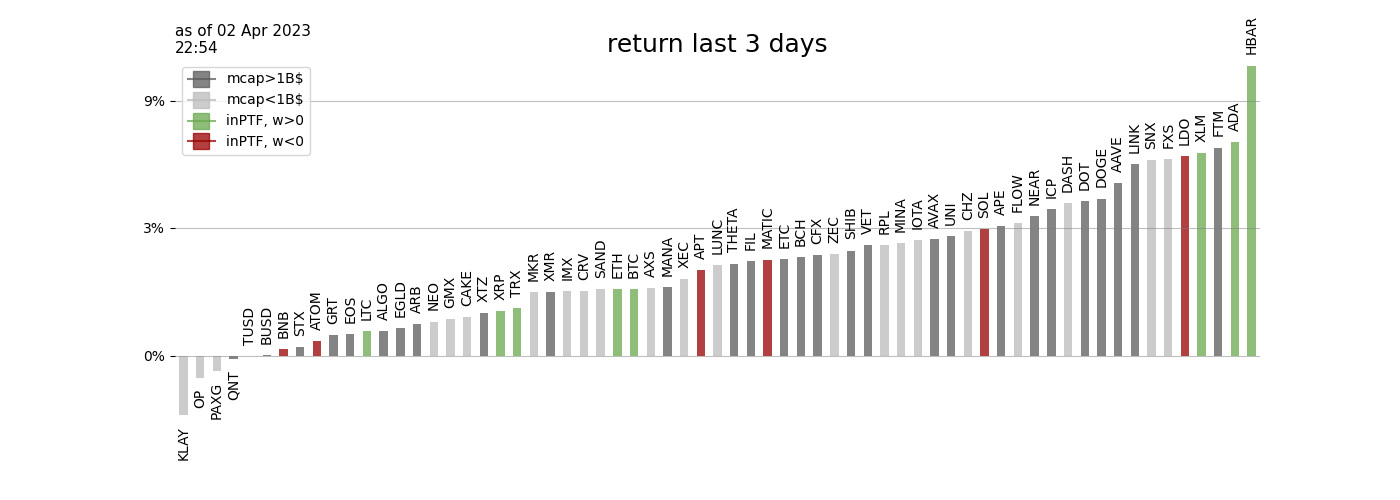 as of 02 Apr 2023
22:54
return last 3 days
mcap>1B$
mcap<1B$
inPTF, w>0
inPTF, w<0
9%
3%
0%
KLAY
OP
PAXG
QNT
TUSD
BUSD
BNB
STX
ATOM
GRT
EOS
LTC
ALGO
EGLD
ARB
NEO
GMX
CAKE
XTZ
XRP
TRX
MKR
XMR
IMX
CRV
SAND
ETH
BTC
AXS
MANA
XEC
APT
LUNC
THETA
FIL
MATIC
ETC
BCH
CFX
ZEC
SHIB
VET
RPL
MINA
IOTA
AVAX
UNI
CHZ
SOL
APE
FLOW
NEAR
ICP
DASH
DOT
DOGE
AAVE
LINK
SNX
FXS
LDO
XLM
FTM
ADA
HBAR